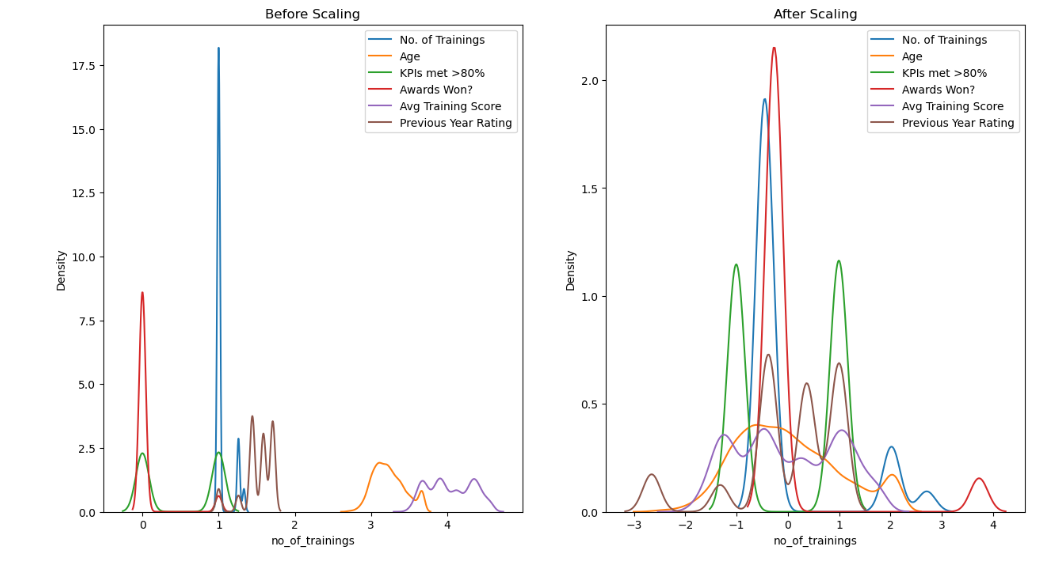 Before Scaling
No. of Trainings
Age
KPIs met >80%
Awards Won?
Avg Training Score
Previous Year Rating
17.5
15.0
12.5
10.0
7.5
5.0
2.5
0.0
Density
0 1 2 3 4
no_of_trainings
After Scaling
No. of Trainings
Age
KPIs met >80%
Awards Won?
Avg Training Score
Previous Year Rating
2.0
1.5
1.0
0.5
0.0
Density
−3 −2 −1 0 1 2 3 4
no_of_trainings